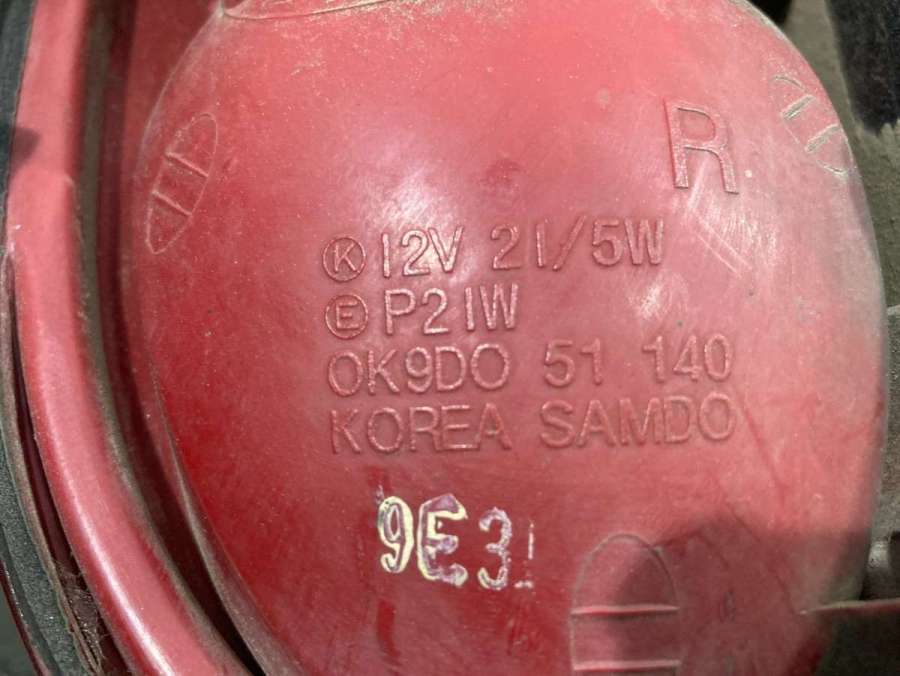 R
Ⓚ 12V 21/5W
Ⓔ P21W
0K9D0 51 140
KOREA SAMDO
9E31